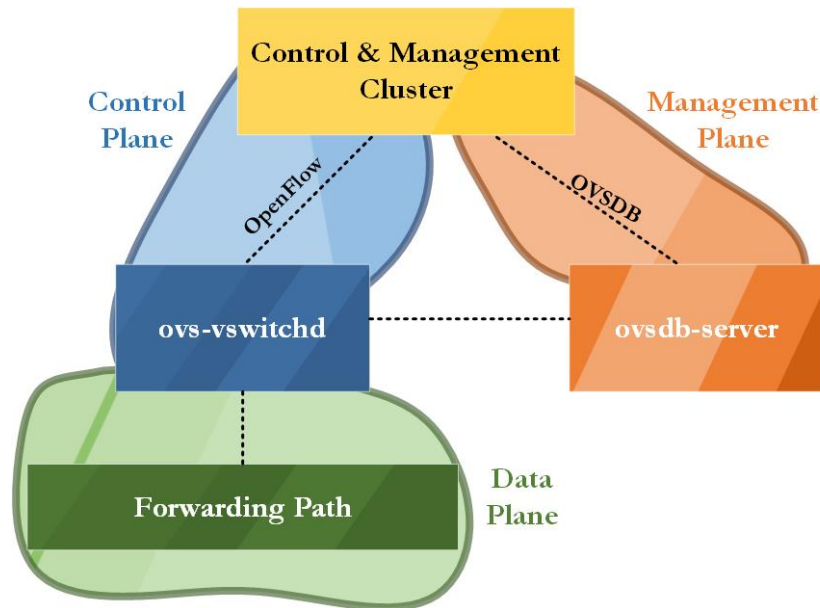 Control & Management
Cluster
Control
Plane
Management
Plane
OpenFlow
OVSDB
ovs-vswitchd
ovsdb-server
Forwarding Path
Data
Plane